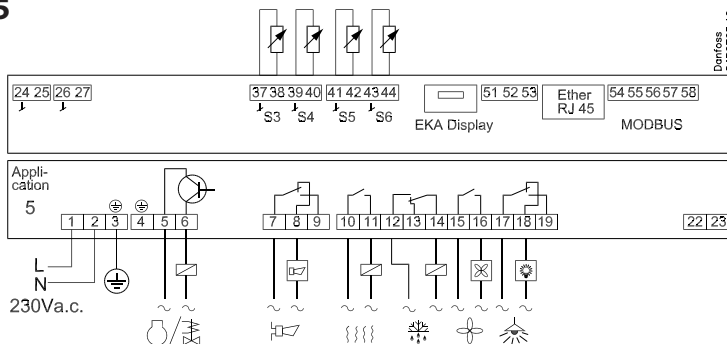 5
Danfoss
24 25 26 27
37 38 39 40 41 42 43 44
51 52 53
54 55 56 57 58
S3 S4 S5 S6
EKA Display
Ether
RJ 45
MODBUS
Appli-
cation
5
1 2 3 4 5 6 7 8 9 10 11 12 13 14 15 16 17 18 19 22 23
L
N
230Va.c.